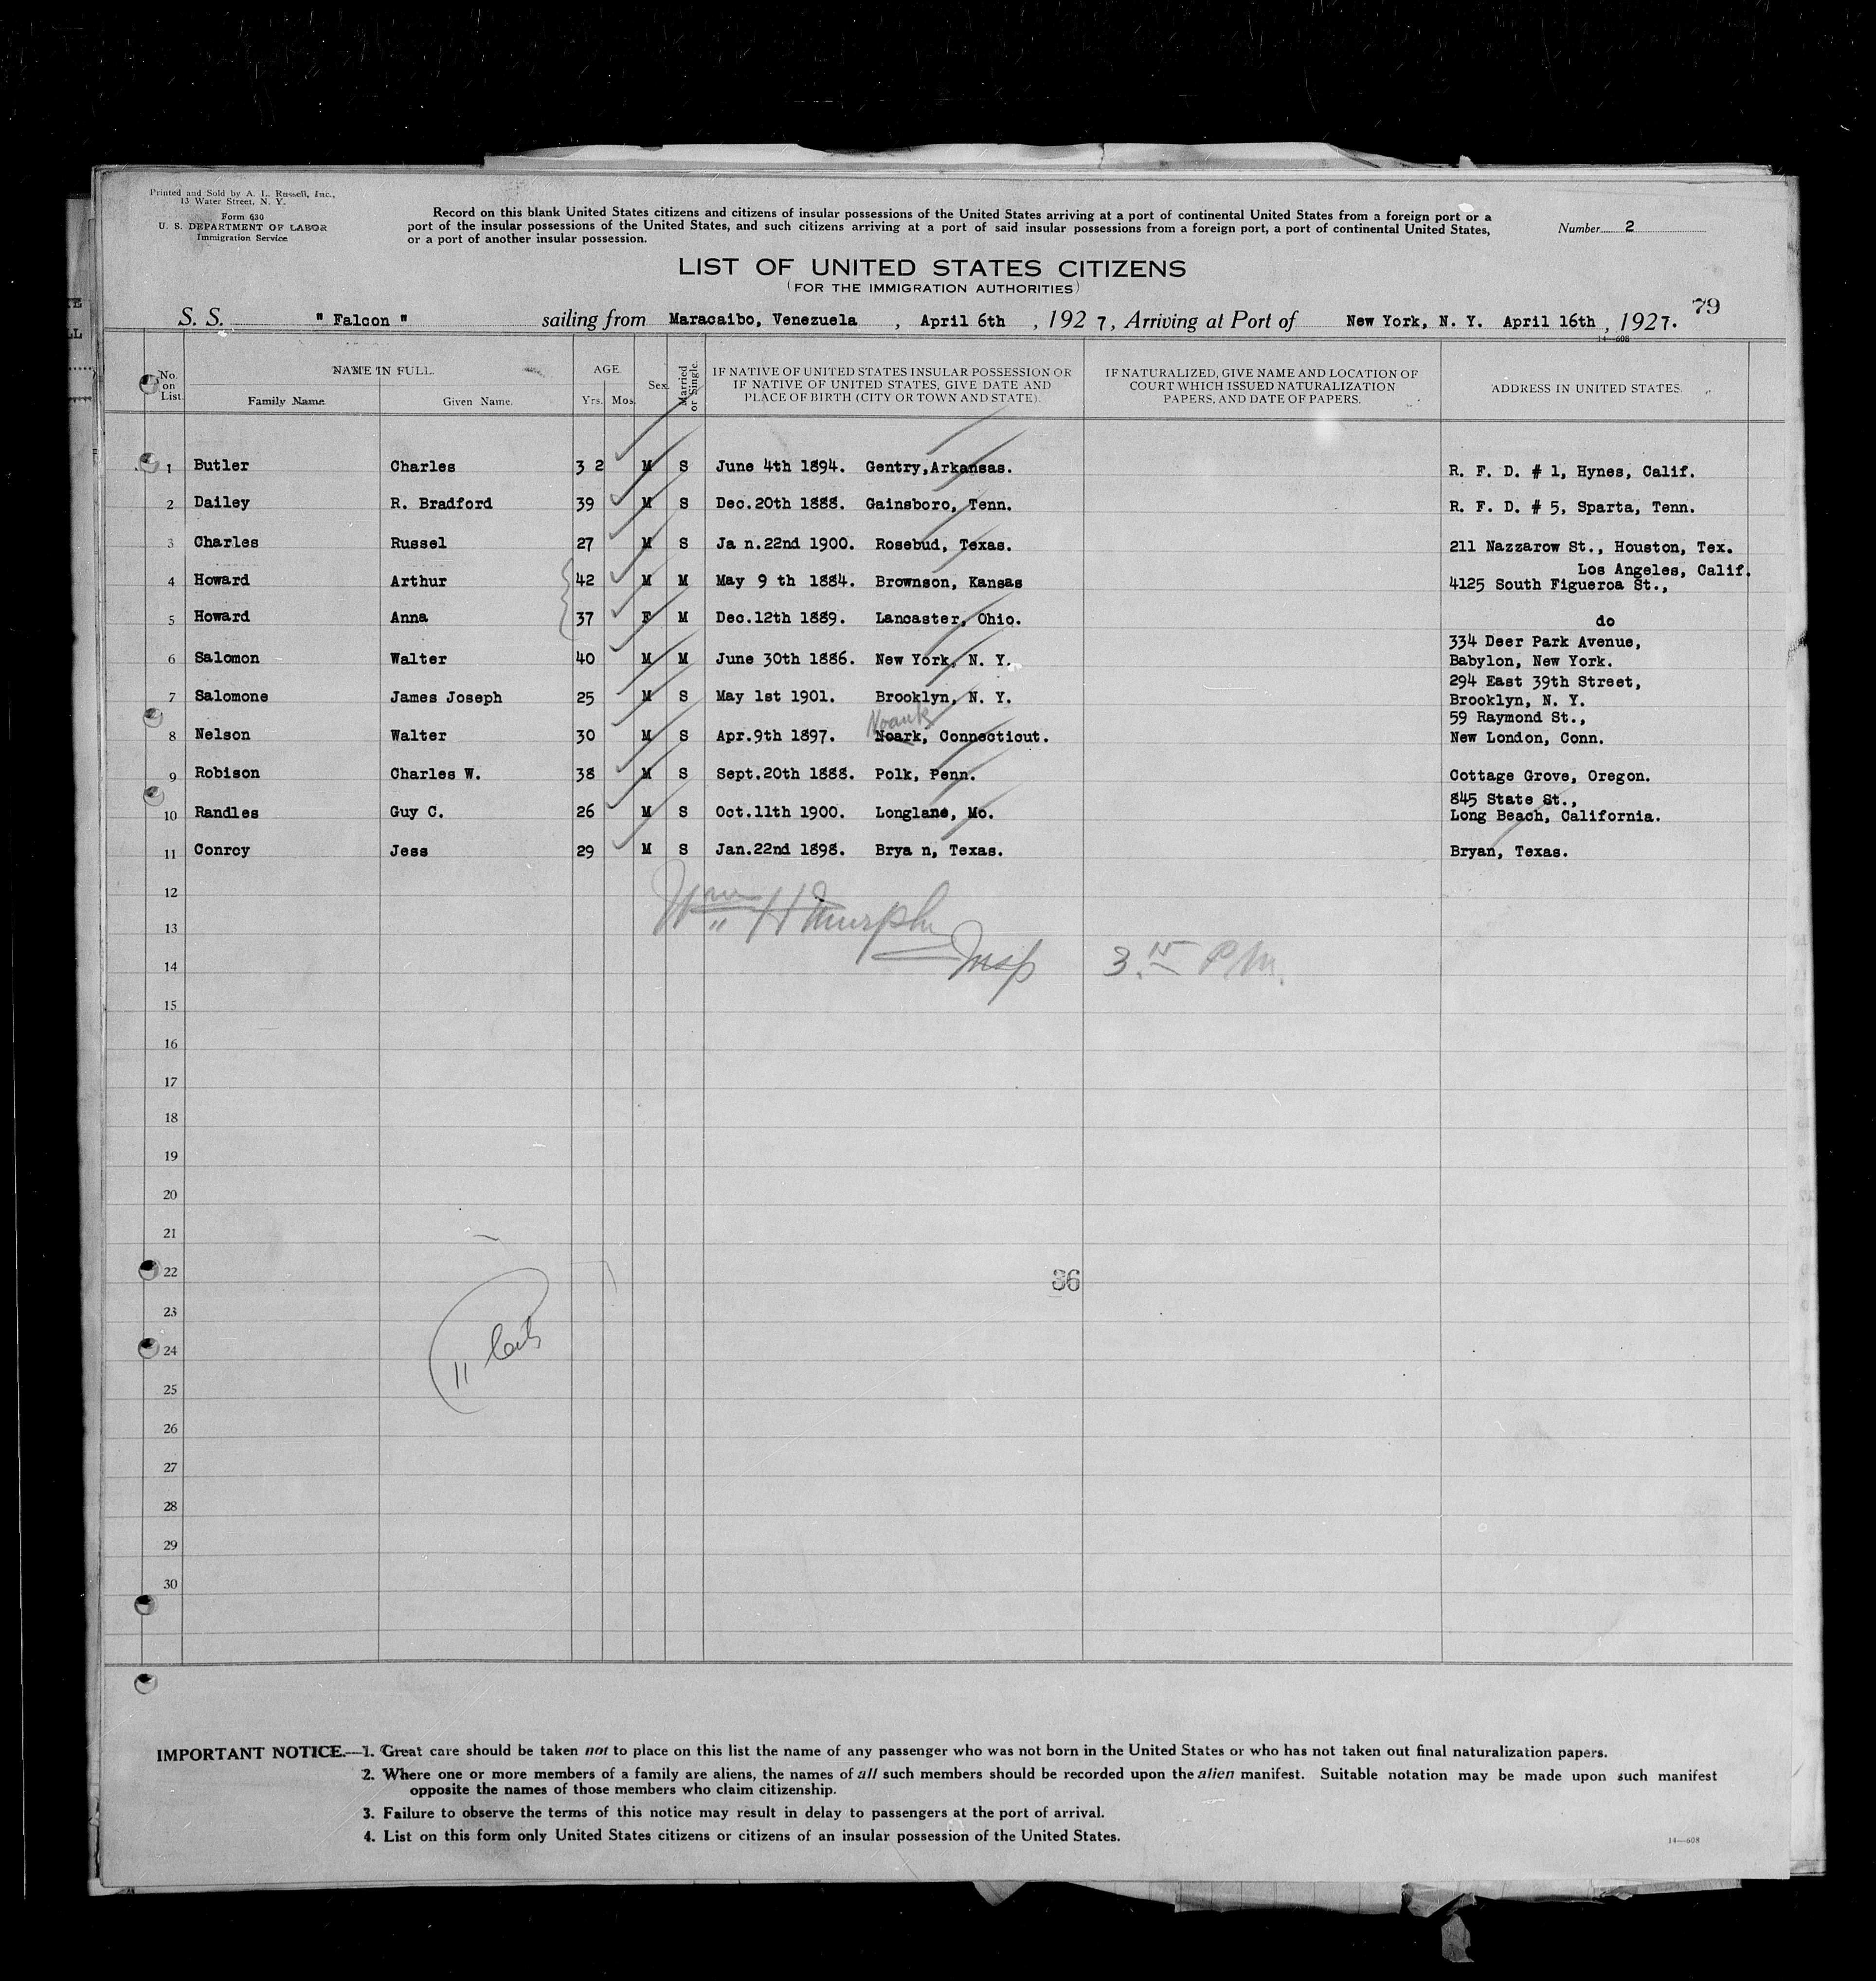 Printed and Sold by A. L. Russell, Inc.,
13 Water Street, N. Y.
Form 630
U. S. DEPARTMENT OF LABOR
Immigration Service
Record on this blank United States citizens and citizens of insular possessions of the United States arriving at a port of continental United States from a foreign port or a
port of the insular possessions of the United States, and such citizens arriving at a port of said insular possessions from a foreign port, a port of continental United States,
or a port of another insular possession.
Number 2
LIST OF UNITED STATES CITIZENS
(FOR THE IMMIGRATION AUTHORITIES)
79
S. S. " Falcon " sailing from Maracaibo, Venezuela , April 6th , 192 7, Arriving at Port of New York, N. Y. April 16th , 1927.
14—608
No. on List. NAME IN FULL. Family Name. Given Name. AGE Yrs. Mos. Sex. Married or Single. IF NATIVE OF UNITED STATES INSULAR POSSESSION OR IF NATIVE OF UNITED STATES, GIVE DATE AND PLACE OF BIRTH (CITY OR TOWN AND STATE). IF NATURALIZED, GIVE NAME AND LOCATION OF COURT WHICH ISSUED NATURALIZATION PAPERS, AND DATE OF PAPERS. ADDRESS IN UNITED STATES.
1 Butler Charles 3 2 M S June 4th 1894. Gentry,Arkansas. R. F. D. # 1, Hynes, Calif.
2 Dailey R. Bradford 39 M S Dec.20th 1888. Gainsboro, Tenn. R. F. D. # 5, Sparta, Tenn.
3 Charles Russel 27 M S Ja n.22nd 1900. Rosebud, Texas. 211 Nazzarow St., Houston, Tex.
Los Angeles, Calif.
4 Howard Arthur 42 M M May 9 th 1884. Brownson, Kansas 4125 South Figueroa St.,
5 Howard Anna 37 F M Dec.12th 1889. Lancaster, Ohio. do
334 Deer Park Avenue,
6 Salomon Walter 40 M M June 30th 1886. New York, N. Y. Babylon, New York.
294 East 39th Street,
7 Salomone James Joseph 25 M S May 1st 1901. Brooklyn, N. Y. Brooklyn, N. Y.
Noank 59 Raymond St.,
8 Nelson Walter 30 M S Apr.9th 1897. Noark, Connecticut. New London, Conn.
9 Robison Charles W. 38 M S Sept.20th 1888. Polk, Penn. Cottage Grove, Oregon.
845 State St.,
10 Randles Guy C. 26 M S Oct.11th 1900. Longlane, Mo. Long Beach, California.
11 Conroy Jess 29 M S Jan.22nd 1898. Brya n, Texas. Bryan, Texas.
12
Wm H Murphy
13
Insp 3.15 P.M.
14
15
16
17
18
19
20
21
22 36
23
24
11
25
26
27
28
29
30
IMPORTANT NOTICE.—1. Great care should be taken not to place on this list the name of any passenger who was not born in the United States or who has not taken out final naturalization papers.
2. Where one or more members of a family are aliens, the names of all such members should be recorded upon the alien manifest. Suitable notation may be made upon such manifest
opposite the names of those members who claim citizenship.
3. Failure to observe the terms of this notice may result in delay to passengers at the port of arrival.
4. List on this form only United States citizens or citizens of an insular possession of the United States.
14—608